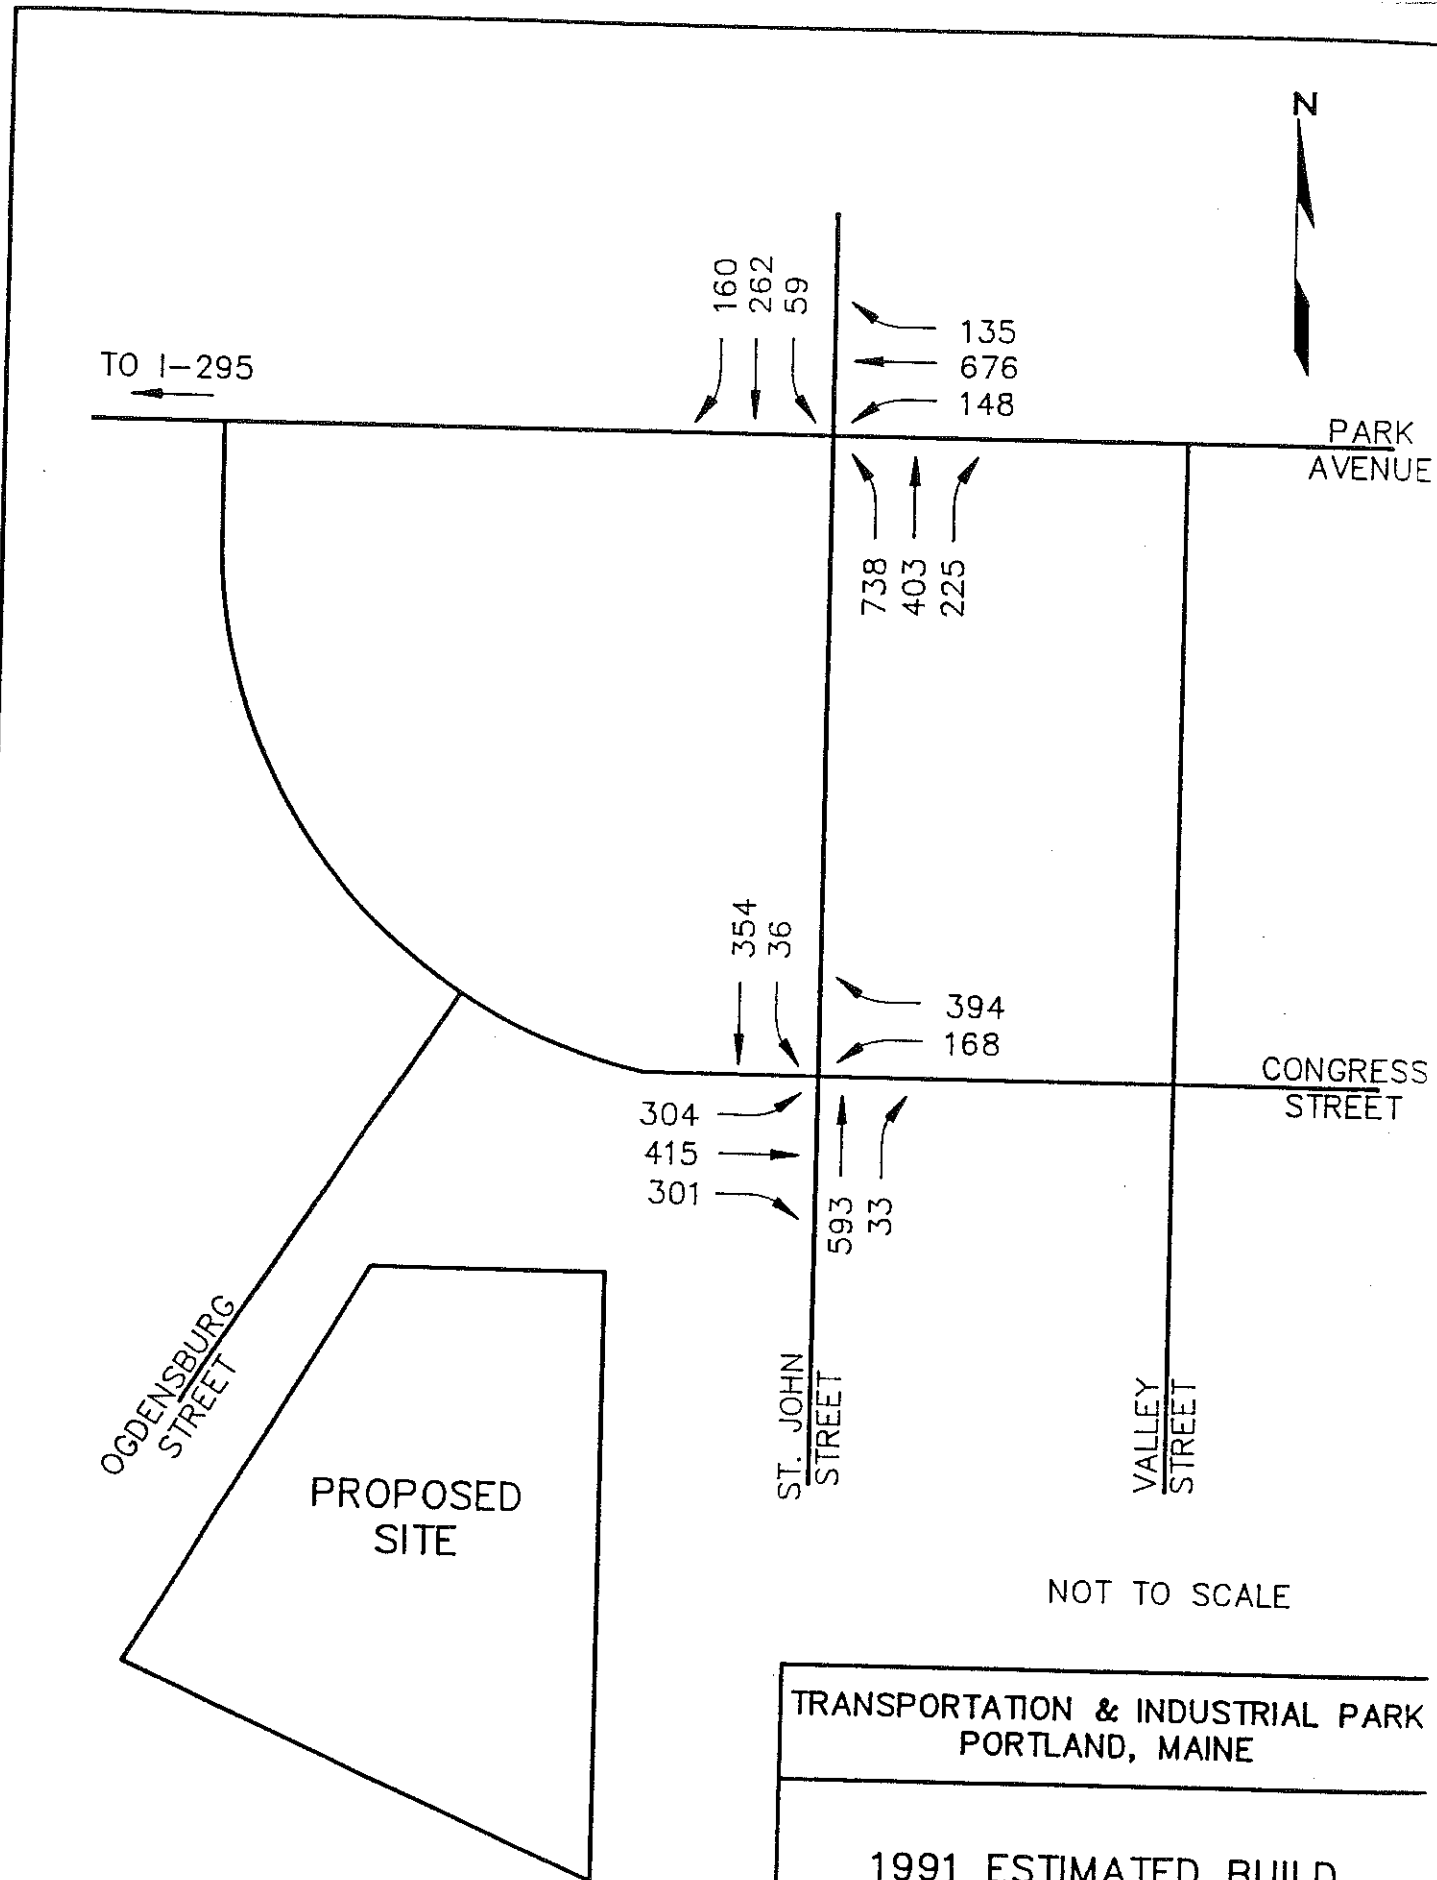 N
160
262
59
135
676
148
TO I-295
PARK
AVENUE
738
403
225
354
36
394
168
CONGRESS
STREET
304
415
301
593
33
OGDENSBURG
STREET
ST. JOHN
STREET
VALLEY
STREET
PROPOSED
SITE
NOT TO SCALE
TRANSPORTATION & INDUSTRIAL PARK
PORTLAND, MAINE
1991 ESTIMATED BUILD